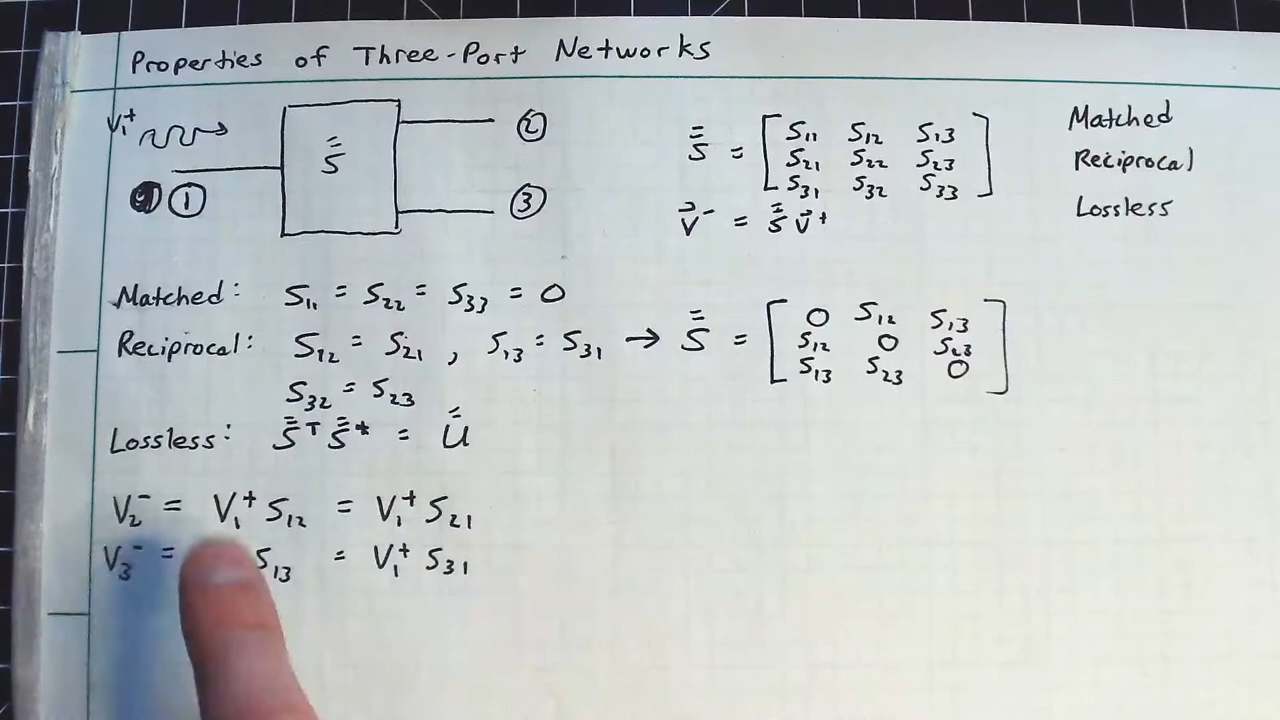 Properties of Three-Port Networks
V₁⁺
S̿
②
① 
③
S̿ = [ S₁₁ S₁₂ S₁₃
S₂₁ S₂₂ S₂₃
S₃₁ S₃₂ S₃₃ ]
V⃗⁻ = S̿ V⃗⁺
Matched
Reciprocal
Lossless
Matched: S₁₁ = S₂₂ = S₃₃ = 0
Reciprocal: S₁₂ = S₂₁ , S₁₃ = S₃₁ → S̿ = [ 0 S₁₂ S₁₃
S₁₂ 0 S₂₃
S₁₃ S₂₃ 0 ]
S₃₂ = S₂₃
Lossless: S̿ᵀ S̿* = U̿
V₂⁻ = V₁⁺ S₁₂ = V₁⁺ S₂₁
V₃⁻ = S₁₃ = V₁⁺ S₃₁